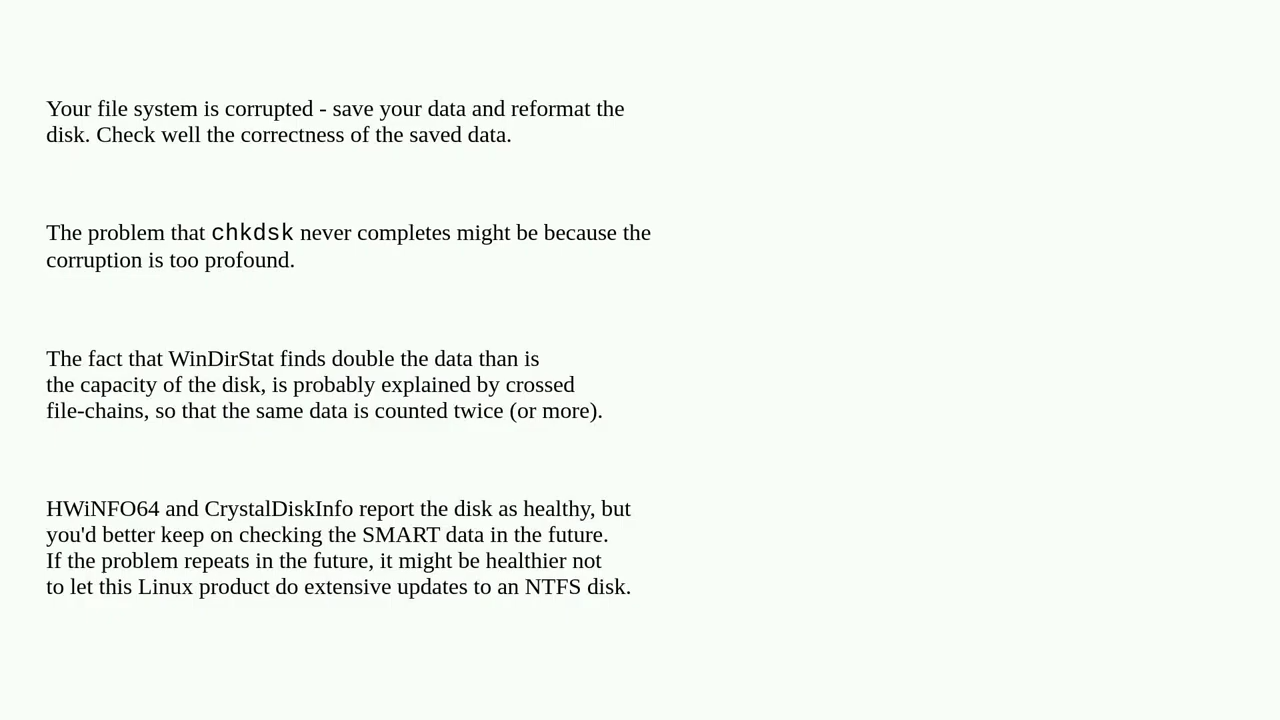 Your file system is corrupted - save your data and reformat the
disk. Check well the correctness of the saved data.
The problem that chkdsk never completes might be because the
corruption is too profound.
The fact that WinDirStat finds double the data than is
the capacity of the disk, is probably explained by crossed
file-chains, so that the same data is counted twice (or more).
HWiNFO64 and CrystalDiskInfo report the disk as healthy, but
you'd better keep on checking the SMART data in the future.
If the problem repeats in the future, it might be healthier not
to let this Linux product do extensive updates to an NTFS disk.